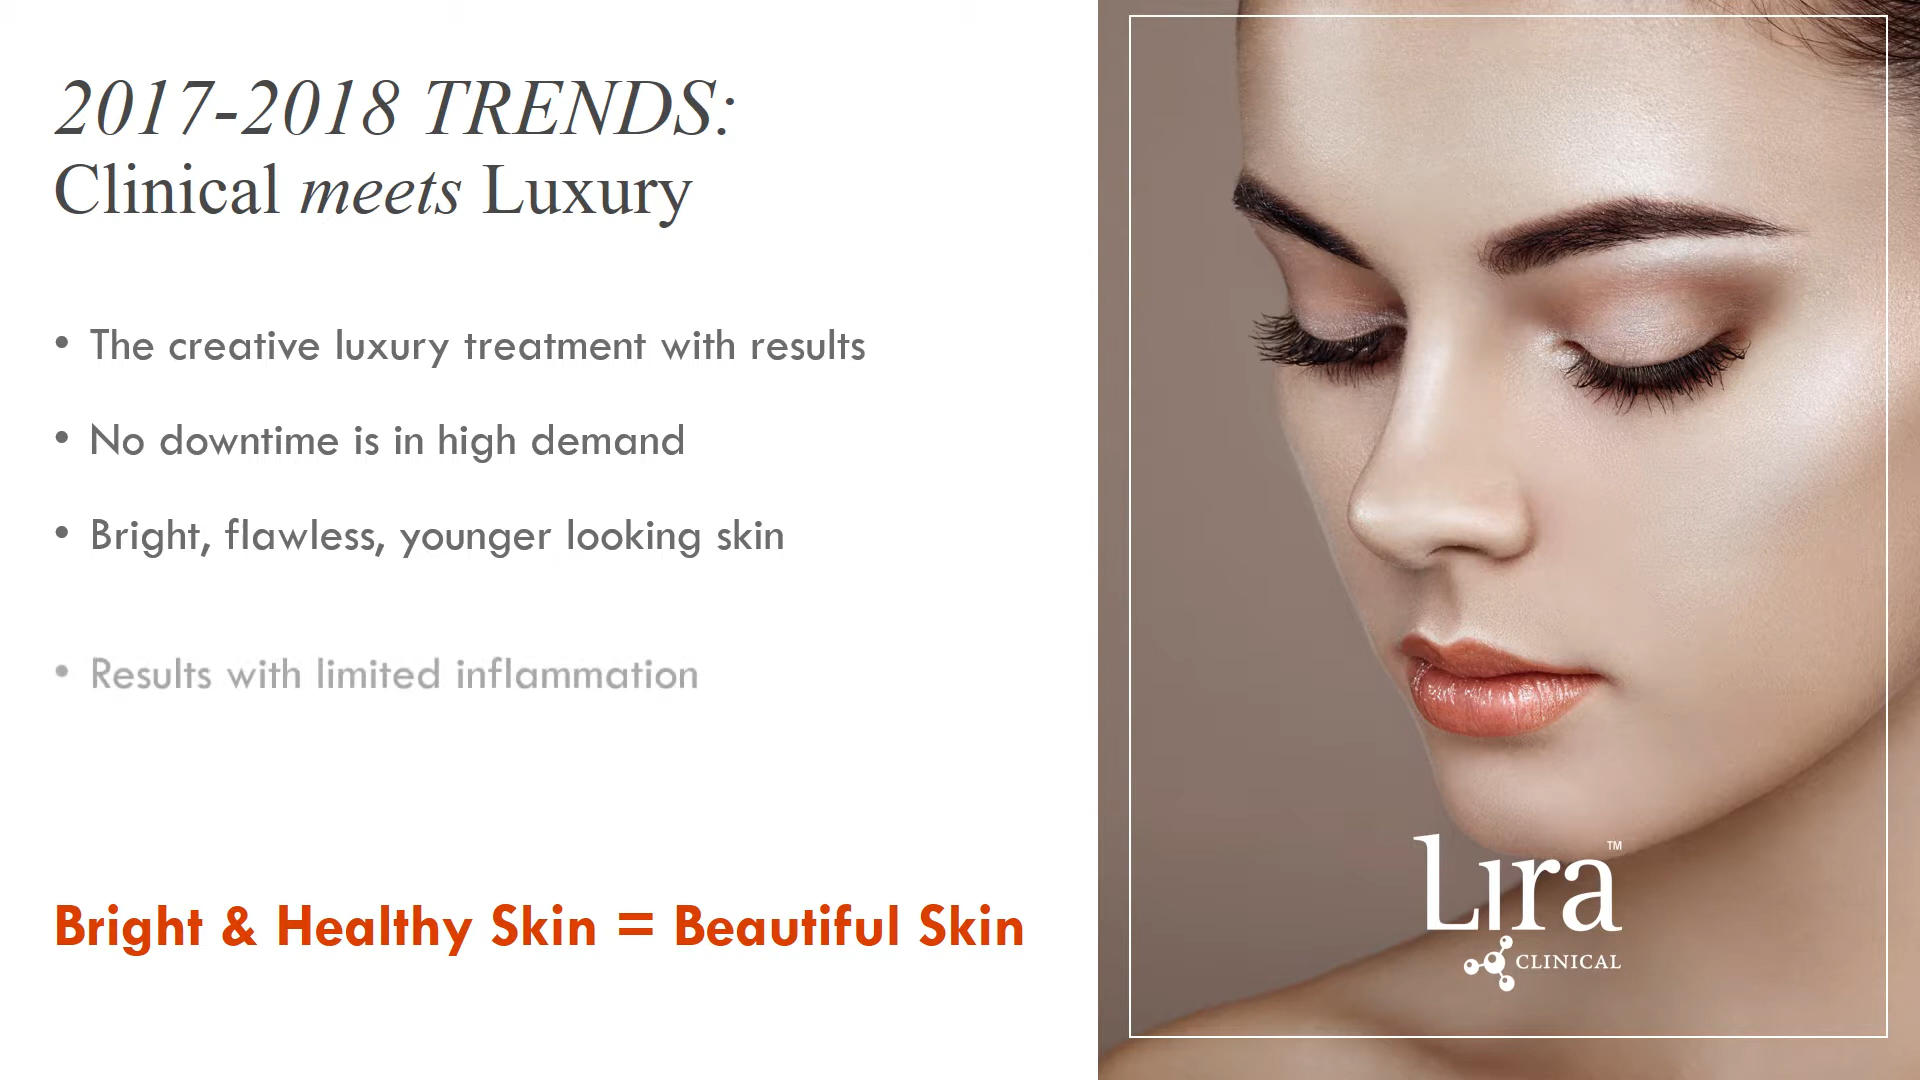 2017-2018 TRENDS:
Clinical meets Luxury
• The creative luxury treatment with results
• No downtime is in high demand
• Bright, flawless, younger looking skin
• Results with limited inflammation
Bright & Healthy Skin = Beautiful Skin
Lira™
CLINICAL